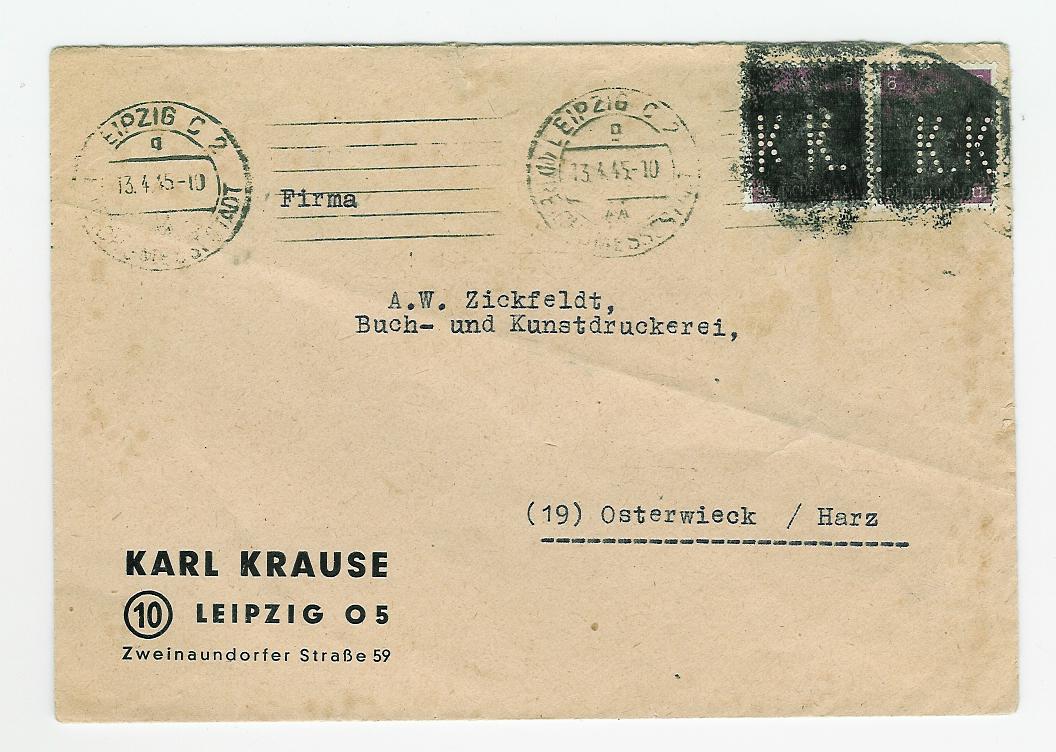 LEIPZIG C 2
a
13.4.45-10
LEIPZIG C 2
a
13.4.45-10
K.K.
K.K
Firma
A.W. Zickfeldt,
Buch- und Kunstdruckerei,
(19) Osterwieck / Harz
KARL KRAUSE
10 LEIPZIG O 5
Zweinaundorfer Straße 59